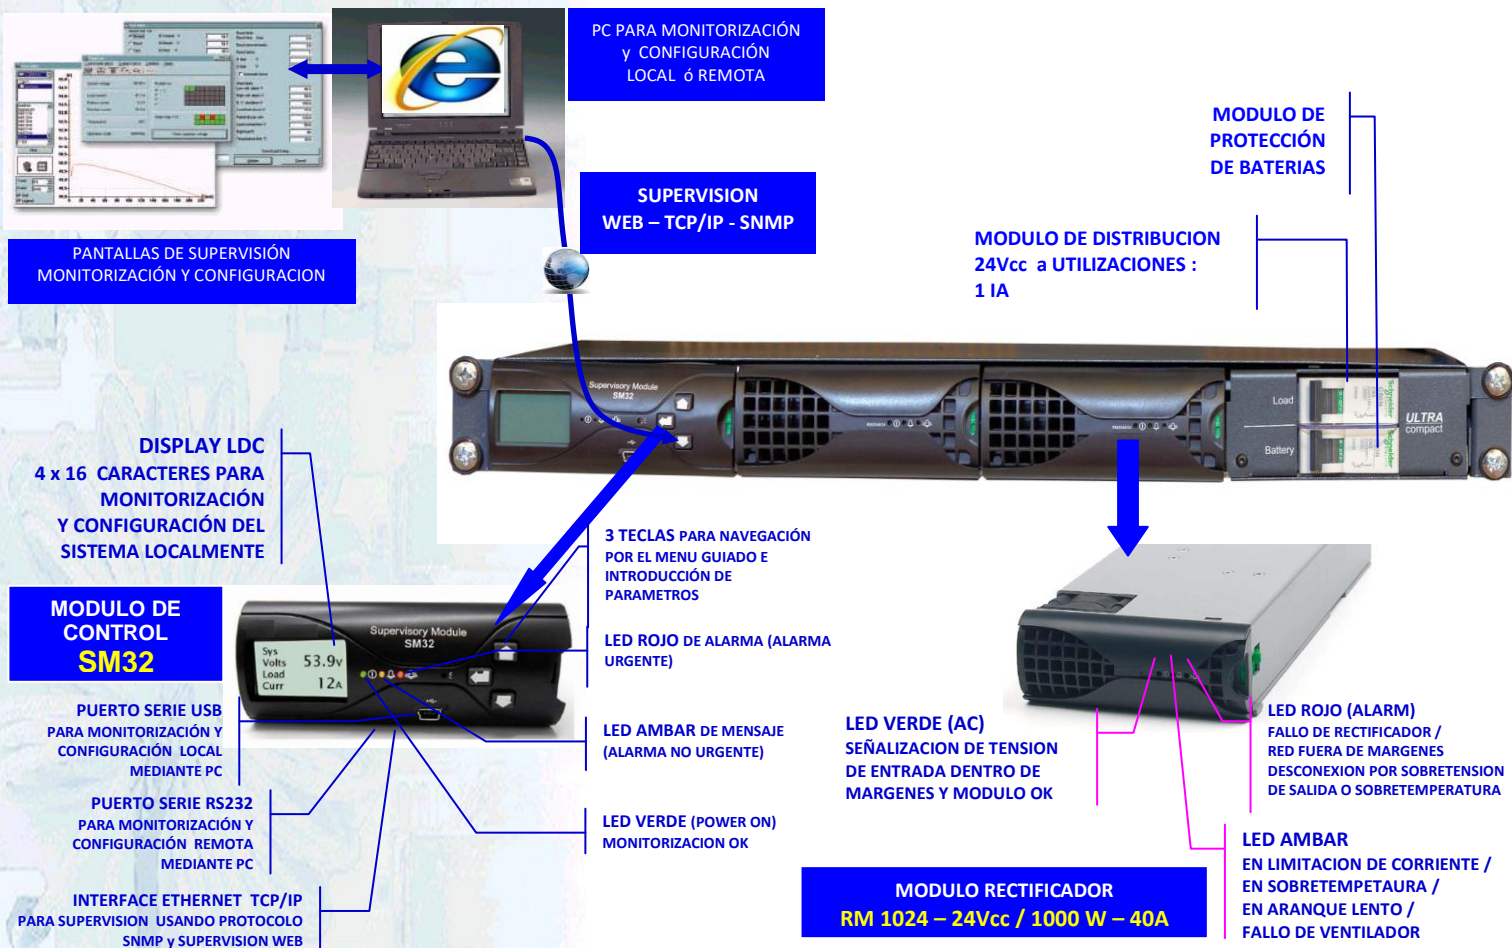 PC PARA MONITORIZACIÓN
y CONFIGURACIÓN
LOCAL ó REMOTA
MODULO DE
PROTECCIÓN
DE BATERIAS
SUPERVISION
WEB – TCP/IP - SNMP
PANTALLAS DE SUPERVISIÓN
MONITORIZACIÓN Y CONFIGURACION
MODULO DE DISTRIBUCION
24Vcc a UTILIZACIONES :
1 IA
Supervisory Module
SM32
Load
Battery
Schneider
Schneider
ULTRA
compact
DISPLAY LDC
4 x 16 CARACTERES PARA
MONITORIZACIÓN
Y CONFIGURACIÓN DEL
SISTEMA LOCALMENTE
3 TECLAS PARA NAVEGACIÓN
POR EL MENU GUIADO E
INTRODUCCIÓN DE
PARAMETROS
MODULO DE
CONTROL
SM32
Supervisory Module
SM32
Sys
Volts 53.9v
Load
Curr 12A
LED ROJO DE ALARMA (ALARMA
URGENTE)
PUERTO SERIE USB
PARA MONITORIZACIÓN Y
CONFIGURACIÓN LOCAL
MEDIANTE PC
LED AMBAR DE MENSAJE
(ALARMA NO URGENTE)
PUERTO SERIE RS232
PARA MONITORIZACIÓN Y
CONFIGURACIÓN REMOTA
MEDIANTE PC
LED VERDE (POWER ON)
MONITORIZACION OK
INTERFACE ETHERNET TCP/IP
PARA SUPERVISION USANDO PROTOCOLO
SNMP y SUPERVISION WEB
LED VERDE (AC)
SEÑALIZACION DE TENSION
DE ENTRADA DENTRO DE
MARGENES Y MODULO OK
LED ROJO (ALARM)
FALLO DE RECTIFICADOR /
RED FUERA DE MARGENES
DESCONEXION POR SOBRETENSION
DE SALIDA O SOBRETEMPERATURA
LED AMBAR
EN LIMITACION DE CORRIENTE /
EN SOBRETEMPETAURA /
EN ARANQUE LENTO /
FALLO DE VENTILADOR
MODULO RECTIFICADOR
RM 1024 – 24Vcc / 1000 W – 40A